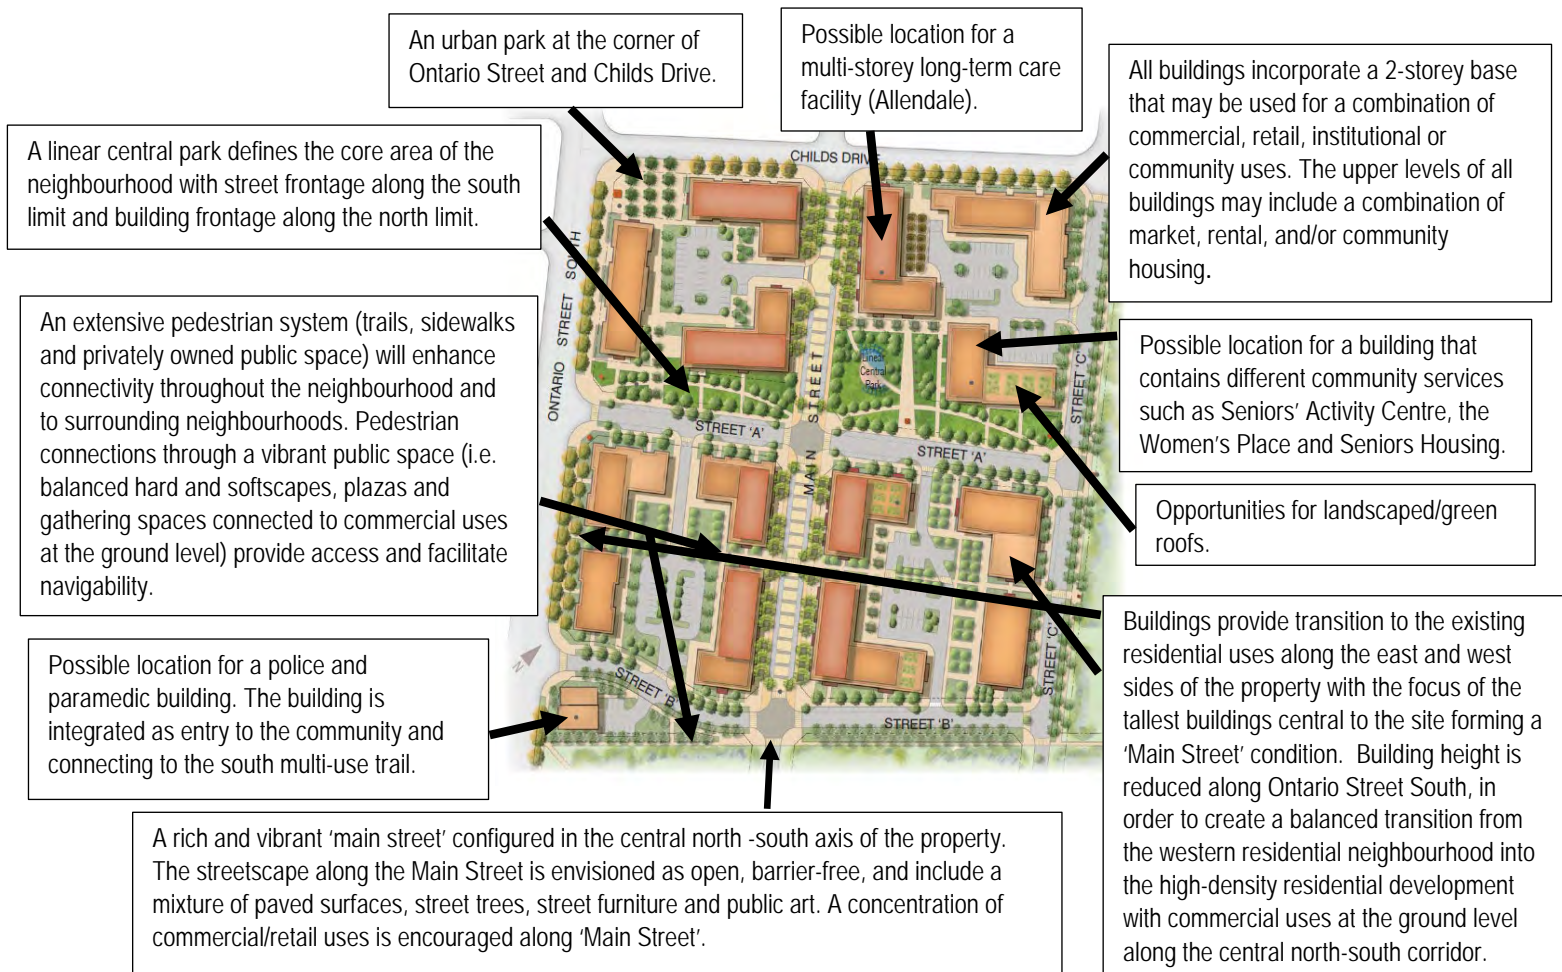 An urban park at the corner of
Ontario Street and Childs Drive.
Possible location for a
multi-storey long-term care
facility (Allendale).
All buildings incorporate a 2-storey base
that may be used for a combination of
commercial, retail, institutional or
community uses. The upper levels of all
buildings may include a combination of
market, rental, and/or community
housing.
A linear central park defines the core area of the
neighbourhood with street frontage along the south
limit and building frontage along the north limit.
An extensive pedestrian system (trails, sidewalks
and privately owned public space) will enhance
connectivity throughout the neighbourhood and
to surrounding neighbourhoods. Pedestrian
connections through a vibrant public space (i.e.
balanced hard and softscapes, plazas and
gathering spaces connected to commercial uses
at the ground level) provide access and facilitate
navigability.
Possible location for a police and
paramedic building. The building is
integrated as entry to the community and
connecting to the south multi-use trail.
CHILDS DRIVE
ONTARIO STREET SOUTH
MAIN STREET
Linear
Central
Park
STREET 'A'
STREET 'A'
STREET 'C'
STREET 'C'
STREET 'B'
STREET 'B'
N
Possible location for a building that
contains different community services
such as Seniors’ Activity Centre, the
Women’s Place and Seniors Housing.
Opportunities for landscaped/green
roofs.
Buildings provide transition to the existing
residential uses along the east and west
sides of the property with the focus of the
tallest buildings central to the site forming a
‘Main Street’ condition.  Building height is
reduced along Ontario Street South, in
order to create a balanced transition from
the western residential neighbourhood into
the high-density residential development
with commercial uses at the ground level
along the central north-south corridor.
A rich and vibrant ‘main street’ configured in the central north -south axis of the property.
The streetscape along the Main Street is envisioned as open, barrier-free, and include a
mixture of paved surfaces, street trees, street furniture and public art. A concentration of
commercial/retail uses is encouraged along ‘Main Street’.